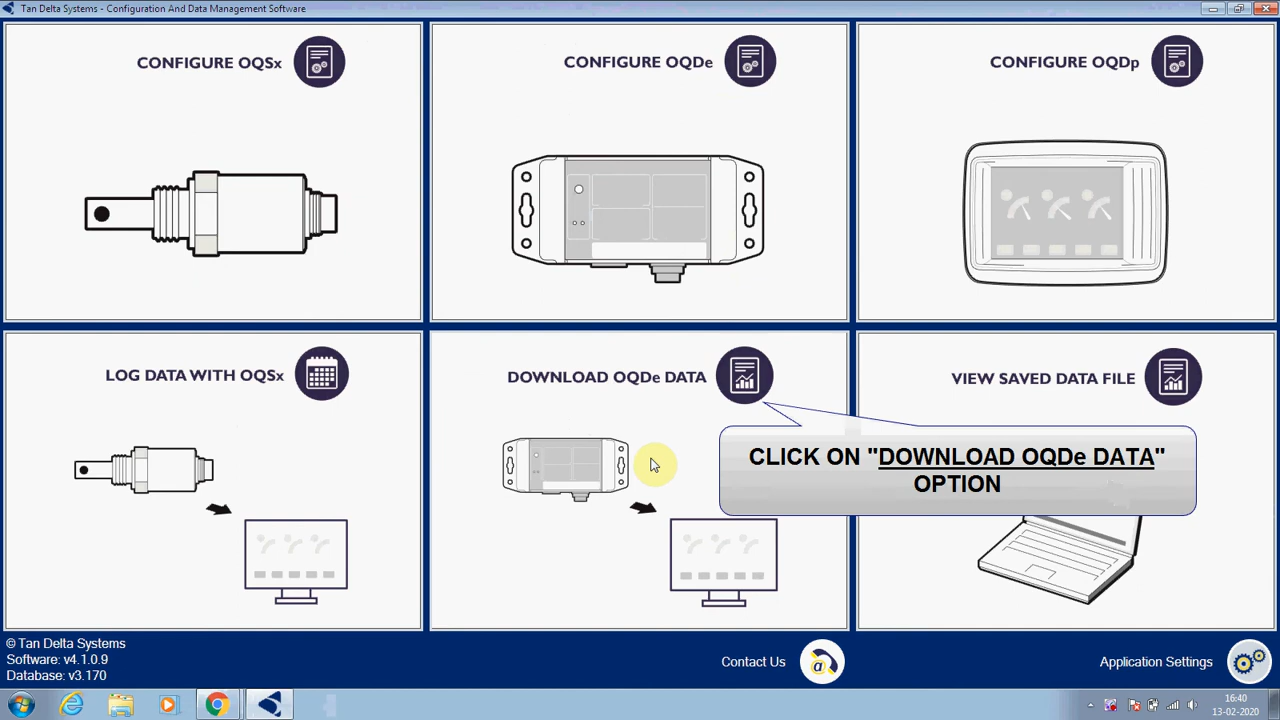 Tan Delta Systems - Configuration And Data Management Software
CONFIGURE OQSx
CONFIGURE OQDe
CONFIGURE OQDp
LOG DATA WITH OQSx
DOWNLOAD OQDe DATA
VIEW SAVED DATA FILE
CLICK ON "DOWNLOAD OQDe DATA"
OPTION
© Tan Delta Systems
Software: v4.1.0.9
Database: v3.170
Contact Us
@
Application Settings
16:40
13-02-2020